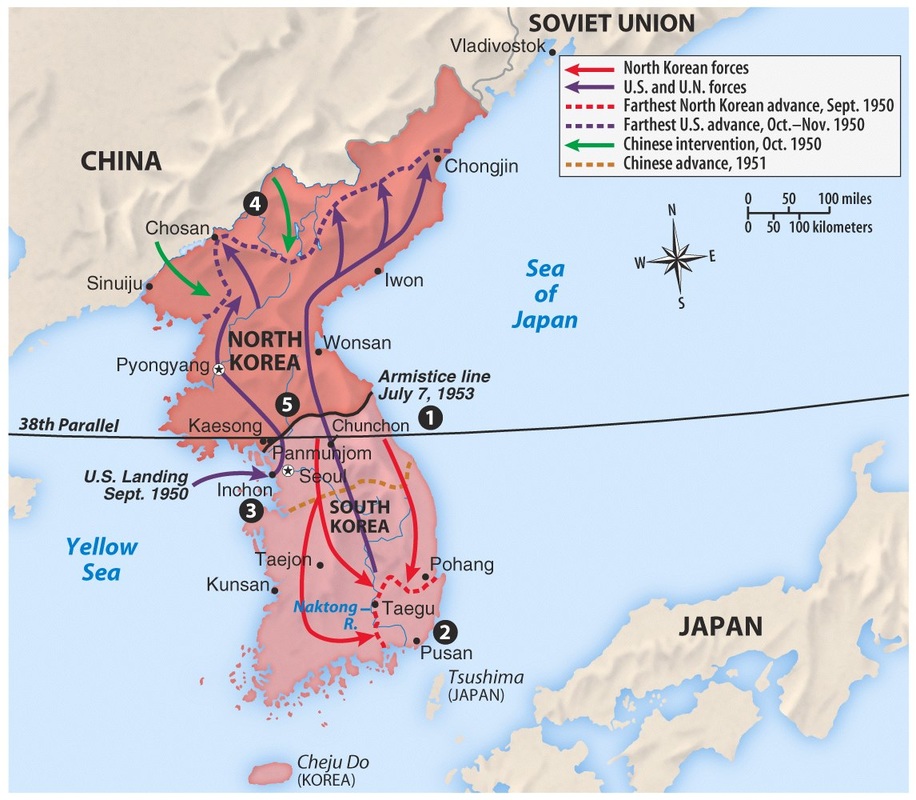 SOVIET UNION
Vladivostok
North Korean forces
U.S. and U.N. forces
Farthest North Korean advance, Sept. 1950
Farthest U.S. advance, Oct.–Nov. 1950
Chinese intervention, Oct. 1950
Chinese advance, 1951
CHINA
Chongjin
0 50 100 miles
0 50 100 kilometers
N
W E
S
4
Chosan
Sinuiju
Iwon
Sea
of
Japan
NORTH
KOREA
Wonsan
Pyongyang
Armistice line
July 7, 1953
5
1
38th Parallel
Kaesong
Chunchon
Panmunjom
U.S. Landing
Sept. 1950
Seoul
Inchon
3
SOUTH
KOREA
Yellow
Sea
Taejon
Pohang
Kunsan
Naktong
R.
Taegu
2
Pusan
JAPAN
Tsushima
(JAPAN)
Cheju Do
(KOREA)